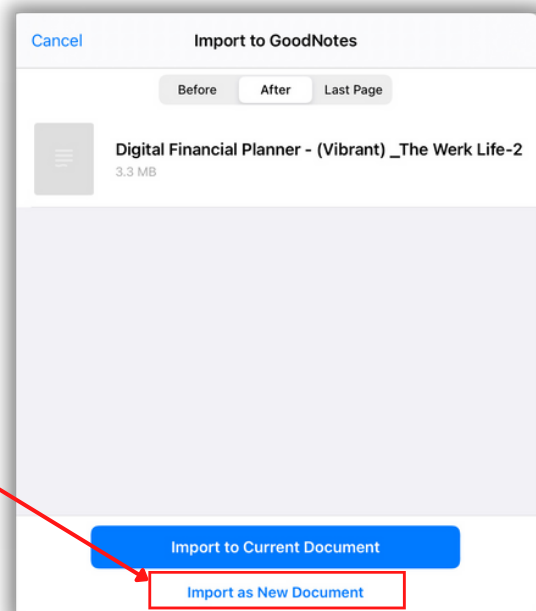 Cancel Import to GoodNotes
Before After Last Page
Digital Financial Planner - (Vibrant) _The Werk Life-2
3.3 MB
Import to Current Document
Import as New Document